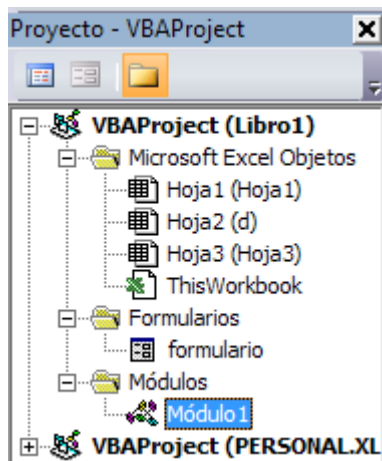 Proyecto - VBAProject
VBAProject (Libro1)
Microsoft Excel Objetos
Hoja1 (Hoja1)
Hoja2 (d)
Hoja3 (Hoja3)
ThisWorkbook
Formularios
formulario
Módulos
Módulo1
VBAProject (PERSONAL.XL